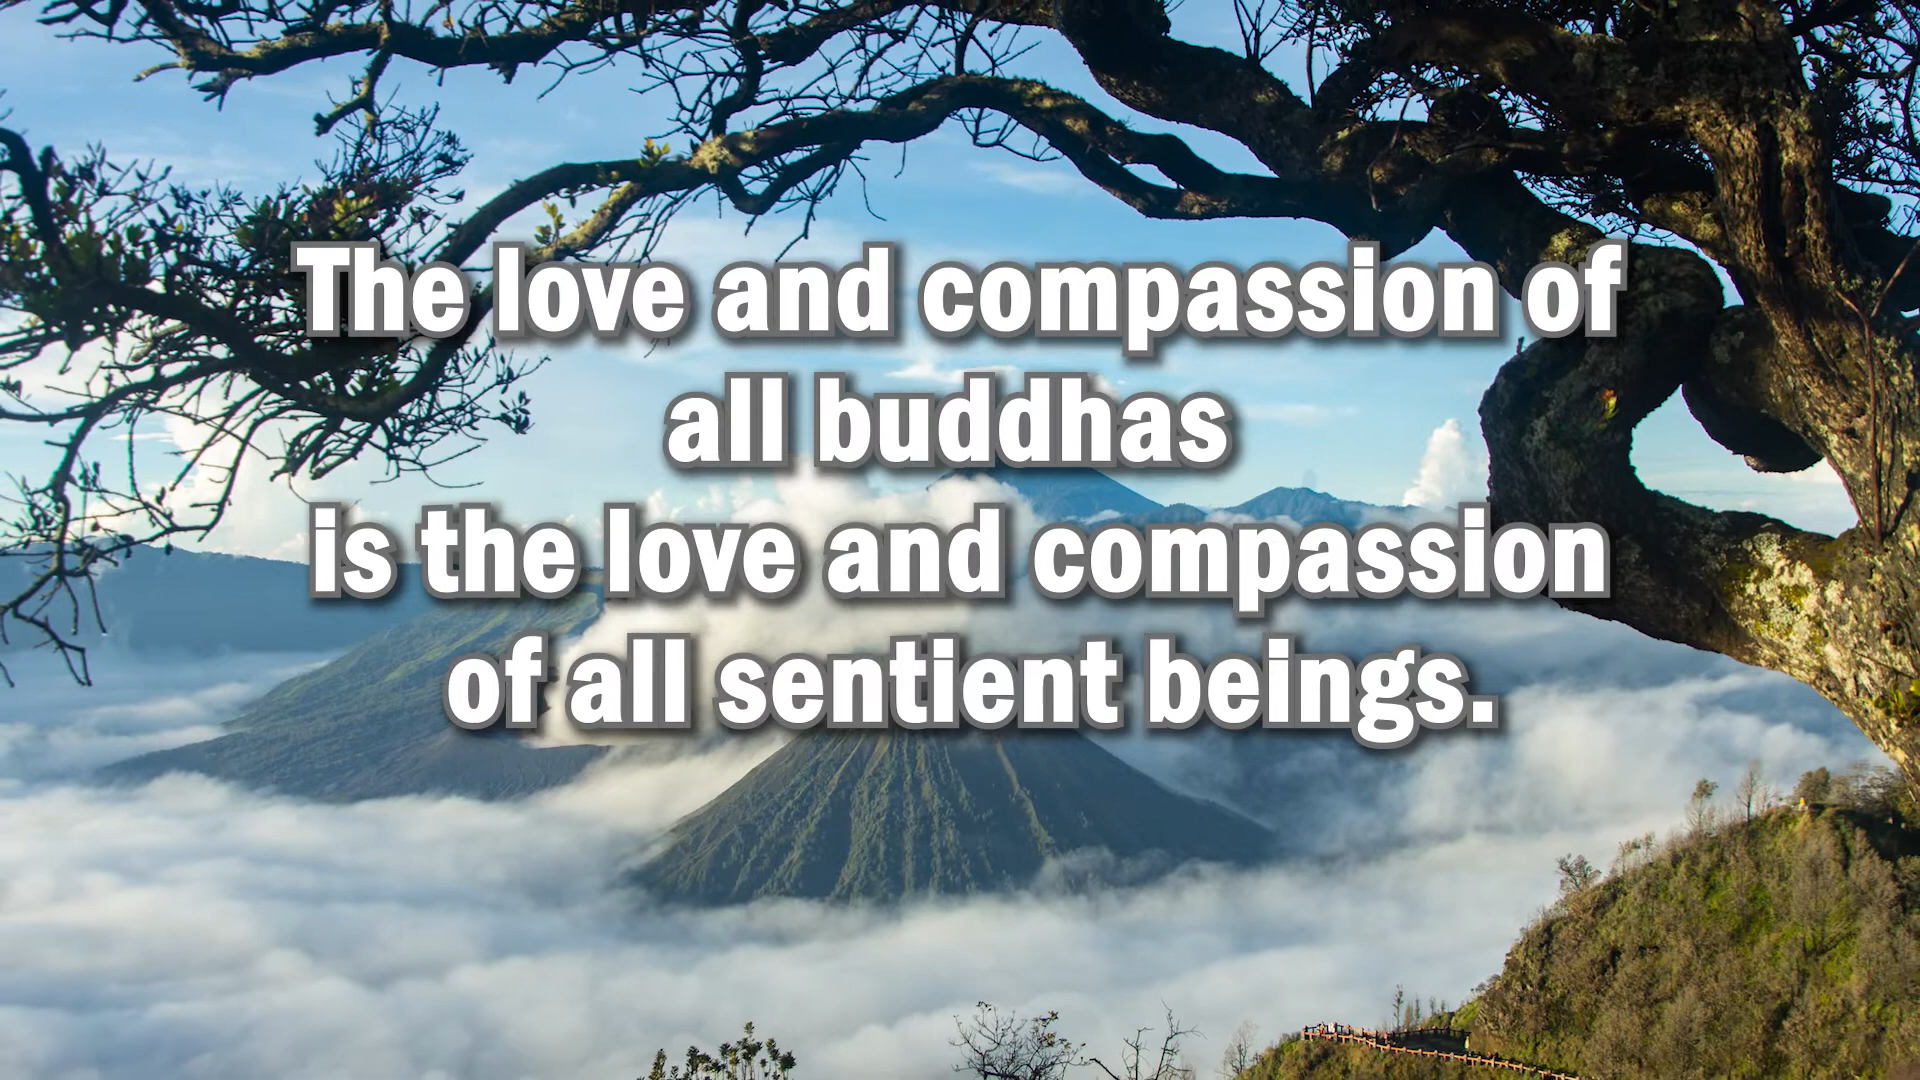 The love and compassion of
all buddhas
is the love and compassion
of all sentient beings.